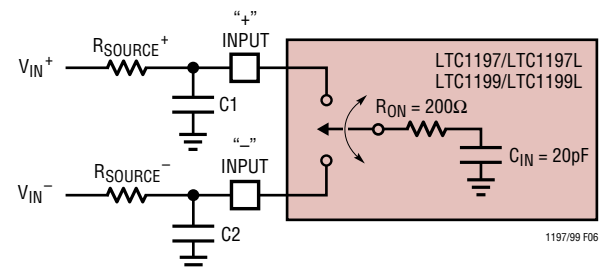 "+"
INPUT
RSOURCE+
VIN+
C1
LTC1197/LTC1197L
LTC1199/LTC1199L
RON = 200Ω
CIN = 20pF
"–"
INPUT
RSOURCE–
VIN–
C2
1197/99 F06